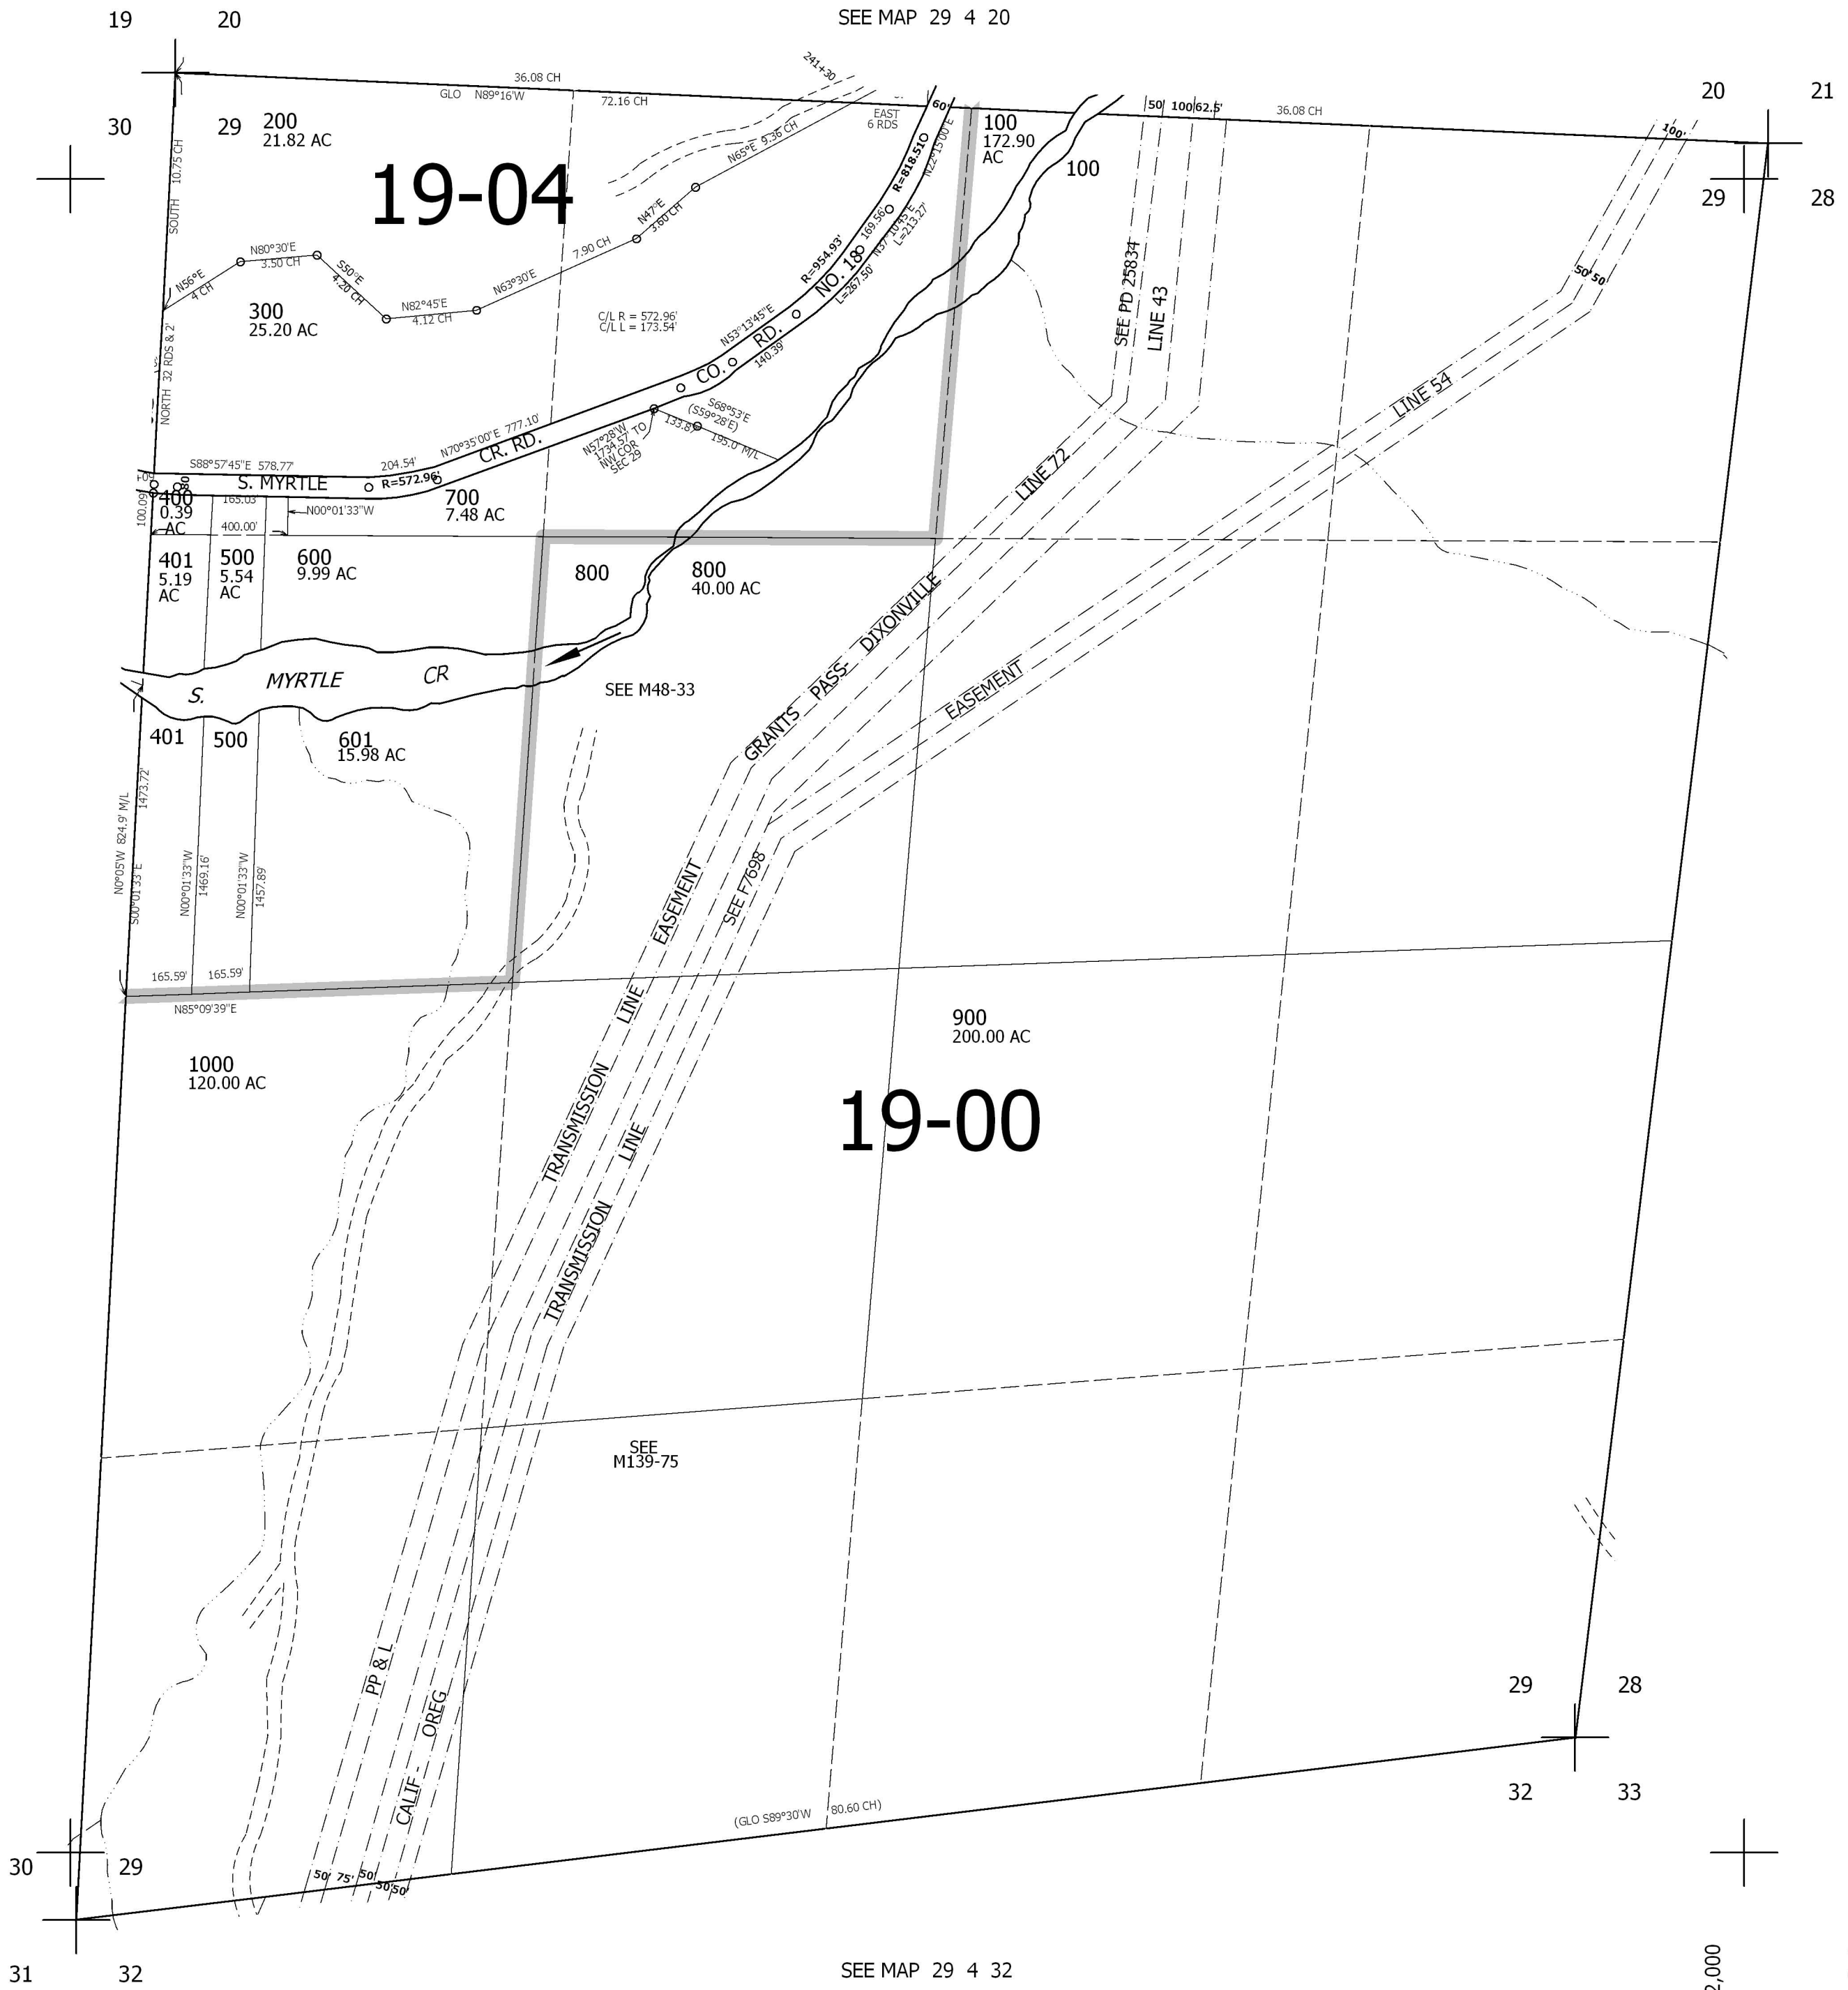 19 20
SEE MAP 29 4 20
241+30
36.08 CH
GLO N89°16'W
72.16 CH
EAST
6 RDS
60'
50' 100' 62.5'
36.08 CH
20 21
100'
30 29
200
21.82 AC
19-04
SOUTH 10.75 CH
N65°E 9.36 CH
R=818.51
N22°15'00"E
100
172.90
AC
100
29 28
N47°E
3.60 CH
169.56'
N37°10'45"E
L=213.27'
N80°30'E
3.50 CH
S50°E
4.20 CH
N56°E
4 CH
7.90 CH
N63°30'E
R=954.93'
NO. 18
L=267.50'
SEE PD 25834
LINE 43
50' 50
N82°45'E
4.12 CH
300
25.20 AC
C/L R = 572.96'
C/L L = 173.54'
N53°13'45"E
CO. RD.
140.39'
NORTH 32 RDS & 2'
LINE 54
S68°53'E
(S59°28'E)
133.87
195.0' M/L
N57°28'W
1734.57' TO
NW COR
SEC 29
N70°35'00"E 777.10'
CR. RD.
204.54'
S88°57'45"E 578.77'
S. MYRTLE
R=572.96'
LINE 72
60+
80
400
0.39
AC
100.09'
165.03'
N00°01'33"W
400.00'
700
7.48 AC
401
5.19
AC
500
5.54
AC
600
9.99 AC
800
800
40.00 AC
GRANTS PASS- DIXONVILLE
EASEMENT
S. MYRTLE CR
SEE M48-33
401
500
601
15.98 AC
1473.72'
N0°05'W 824.9' M/L
S00°01'33"E
N00°01'33"W
1469.16'
N00°01'33"W
1457.89'
EASEMENT
SEE F7698
165.59' 165.59'
N85°09'39"E
LINE
900
200.00 AC
1000
120.00 AC
19-00
TRANSMISSION
LINE
TRANSMISSION
SEE
M139-75
PP & L
CALIF - OREG
29 28
32 33
(GLO S89°30'W 80.60 CH)
30 29
50' 75' 50'
50'50'
31 32
SEE MAP 29 4 32